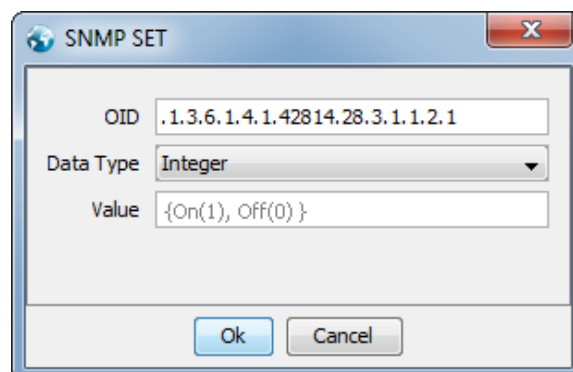 SNMP SET
OID .1.3.6.1.4.1.42814.28.3.1.1.2.1
Data Type Integer
Value {On(1), Off(0) }
Ok Cancel